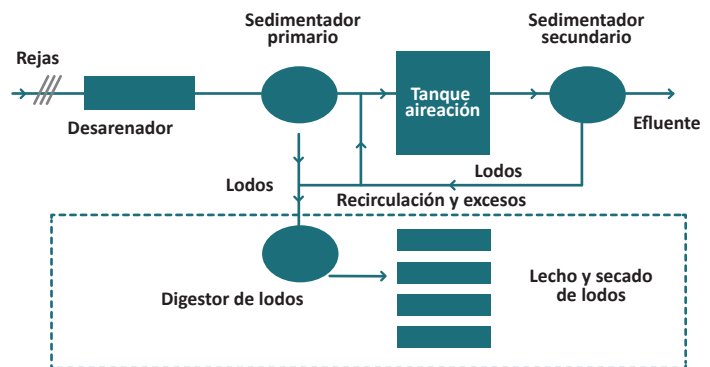 Sedimentador
primario
Sedimentador
secundario
Rejas
Tanque
aireación
Desarenador
Efluente
Lodos
Lodos
Recirculación y excesos
Digestor de lodos
Lecho y secado
de lodos